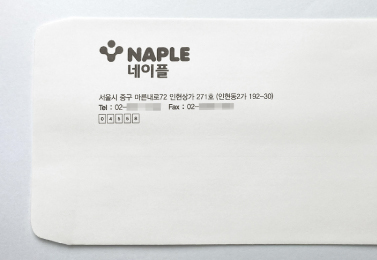 NAPLE
네이플
서울시 중구 마른내로72 인현상가 271호 (인현동2가 192-30)
Tel : 02- Fax : 02-
04558